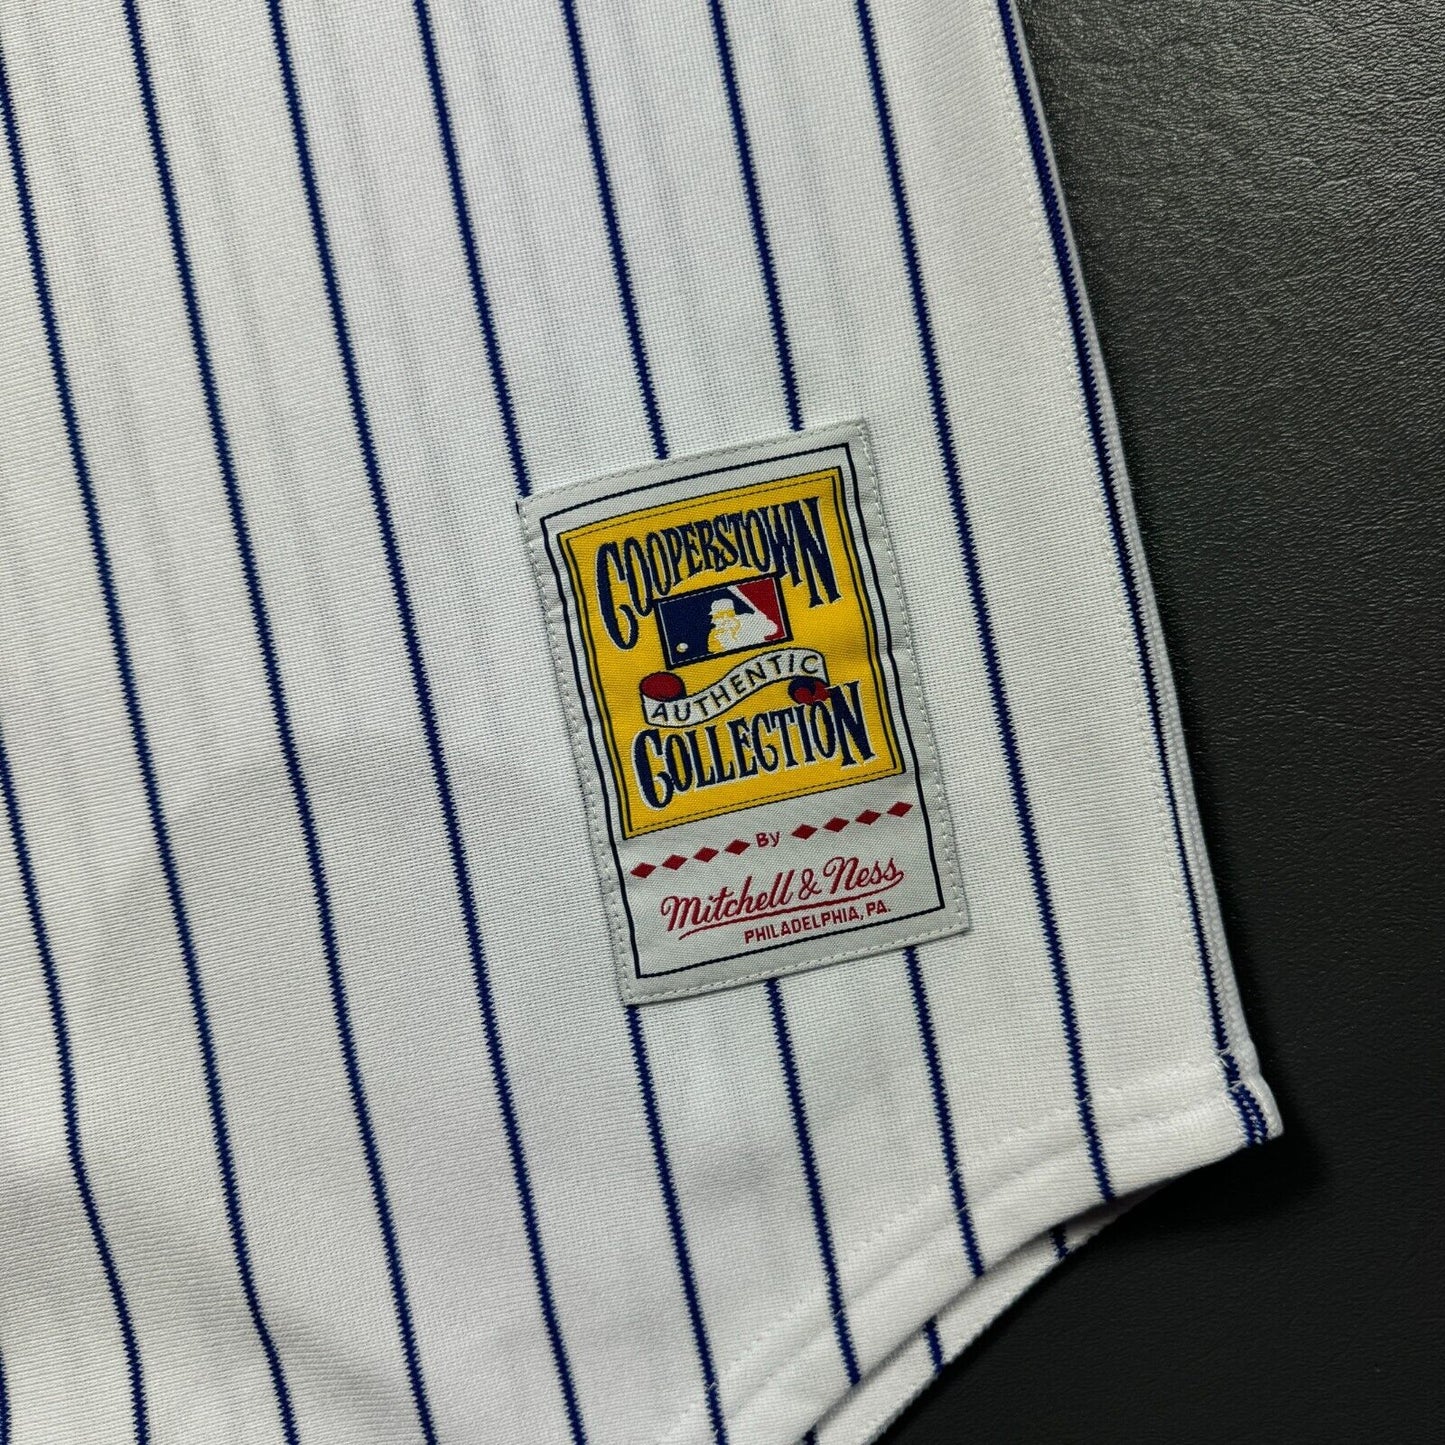 COOPERSTOWN
AUTHENTIC
COLLECTION
By
Mitchell & Ness
PHILADELPHIA, PA.